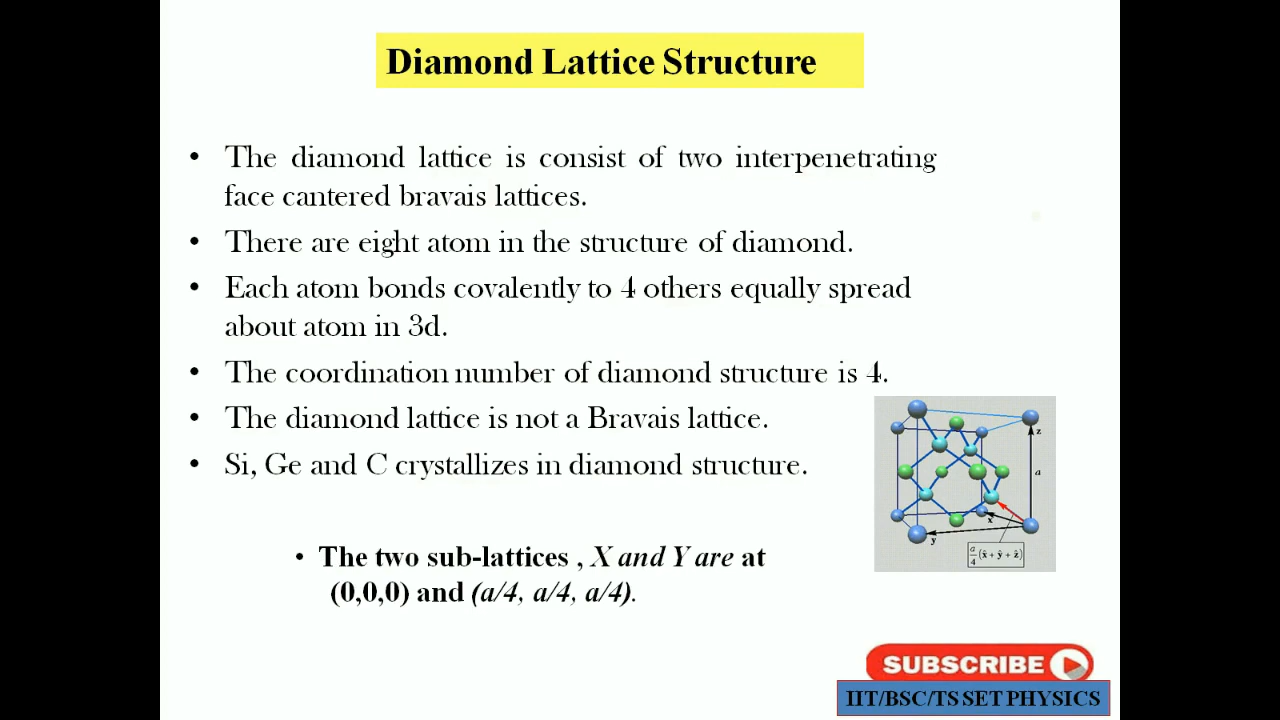 Diamond Lattice Structure
• The diamond lattice is consist of two interpenetrating
face cantered bravais lattices.
• There are eight atom in the structure of diamond.
• Each atom bonds covalently to 4 others equally spread
about atom in 3d.
• The coordination number of diamond structure is 4.
• The diamond lattice is not a Bravais lattice.
• Si, Ge and C crystallizes in diamond structure.
z
a
x
y
a/4 (x̂ + ŷ + ẑ)
• The two sub-lattices , X and Y are at
(0,0,0) and (a/4, a/4, a/4).
SUBSCRIBE
IIT/BSC/TS SET PHYSICS